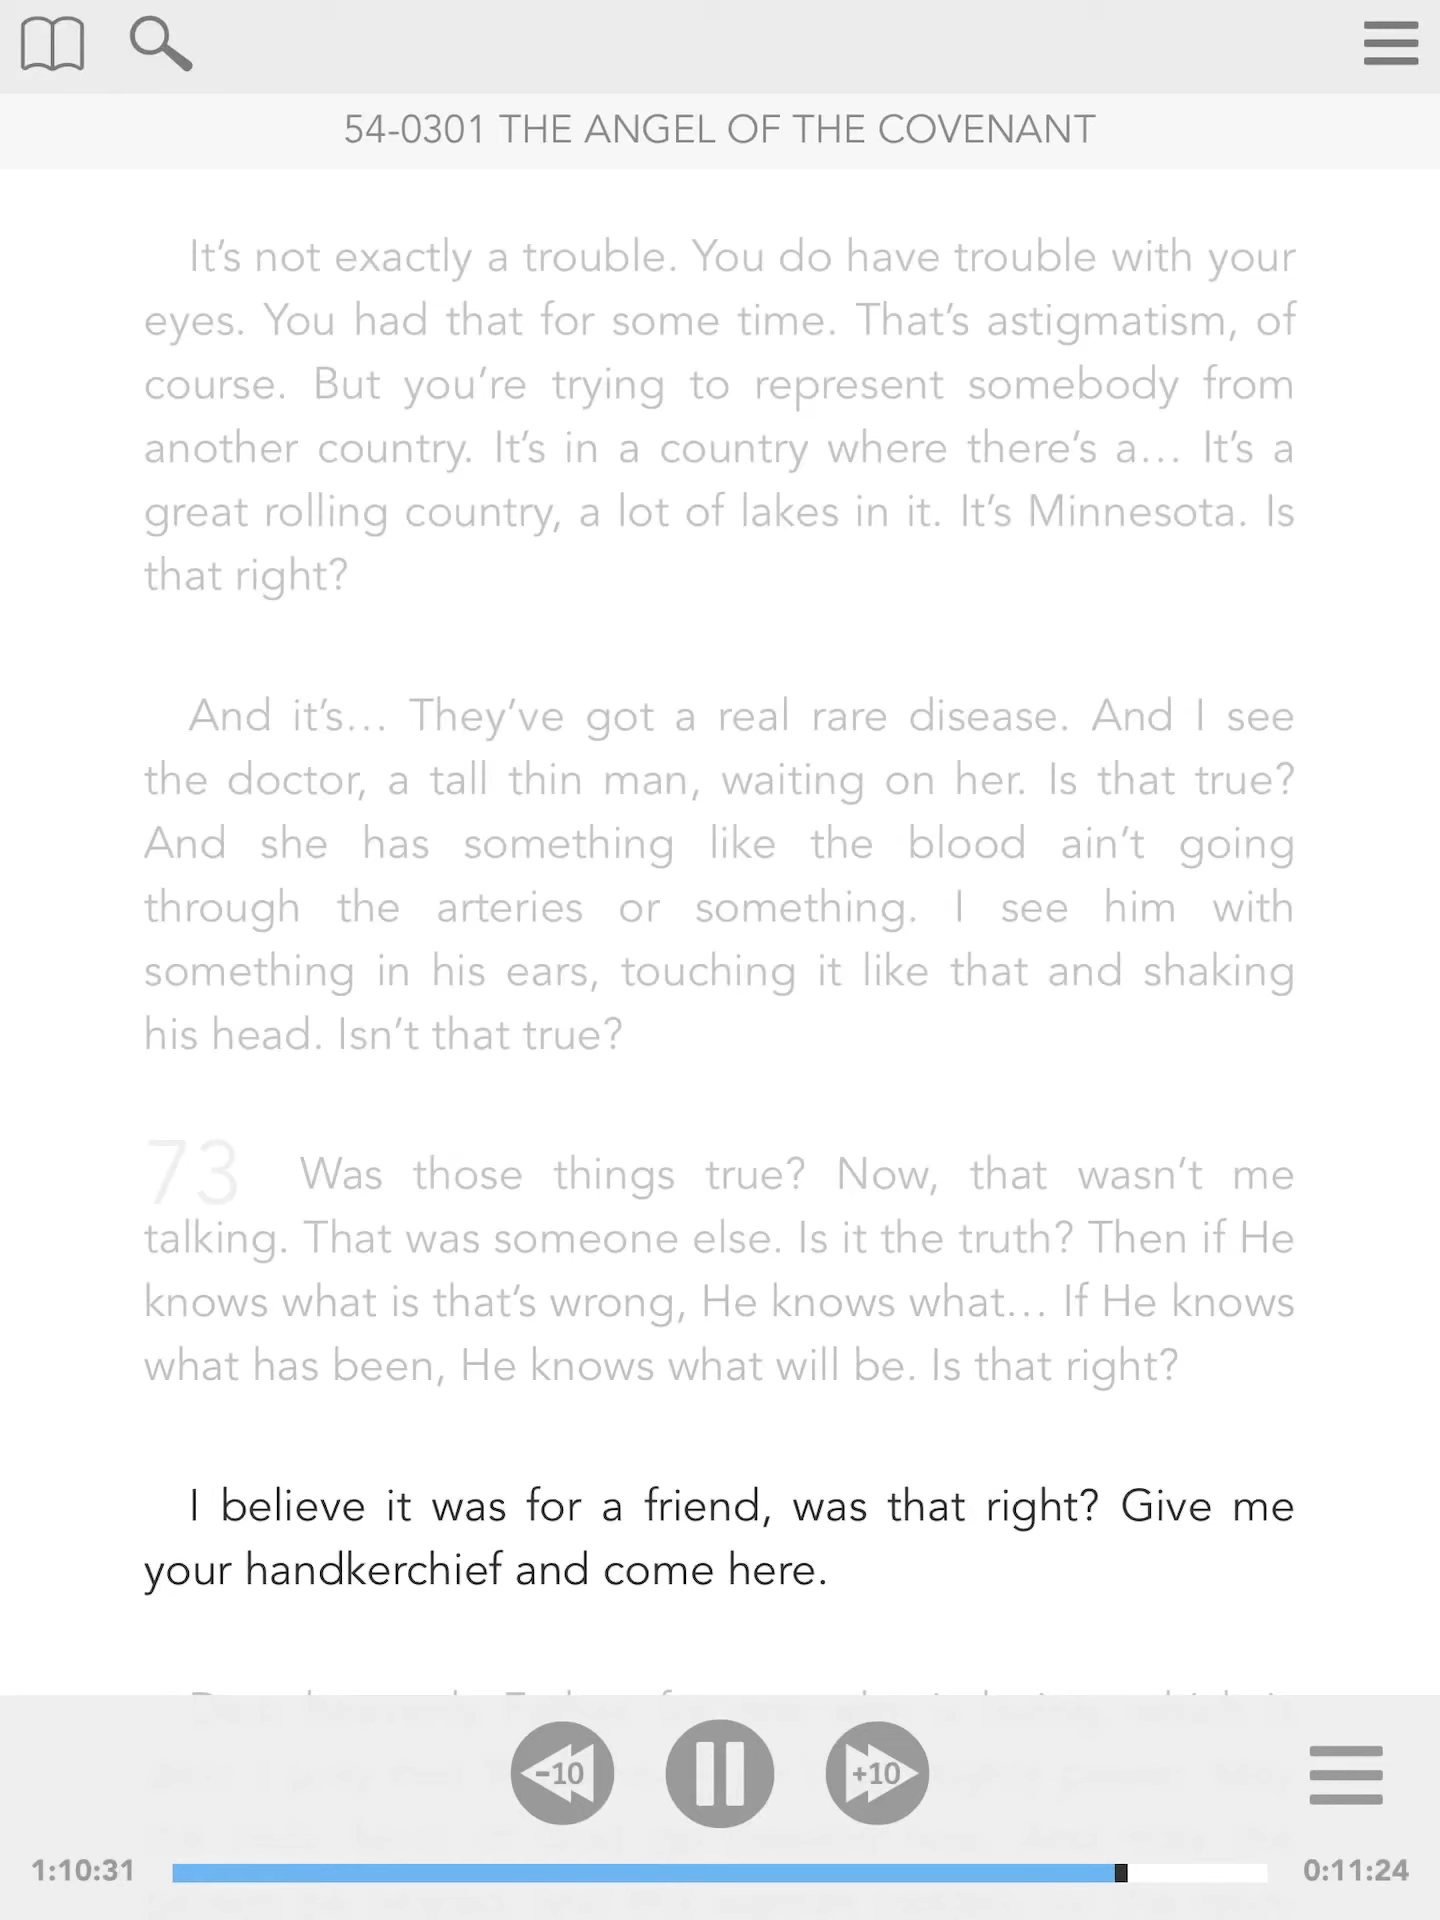 54-0301 THE ANGEL OF THE COVENANT
It’s not exactly a trouble. You do have trouble with your
eyes. You had that for some time. That’s astigmatism, of
course. But you’re trying to represent somebody from
another country. It’s in a country where there’s a… It’s a
great rolling country, a lot of lakes in it. It’s Minnesota. Is
that right?
And it’s… They’ve got a real rare disease. And I see
the doctor, a tall thin man, waiting on her. Is that true?
And she has something like the blood ain’t going
through the arteries or something. I see him with
something in his ears, touching it like that and shaking
his head. Isn’t that true?
73 Was those things true? Now, that wasn’t me
talking. That was someone else. Is it the truth? Then if He
knows what is that’s wrong, He knows what… If He knows
what has been, He knows what will be. Is that right?
I believe it was for a friend, was that right? Give me
your handkerchief and come here.
-10 +10
1:10:31 0:11:24